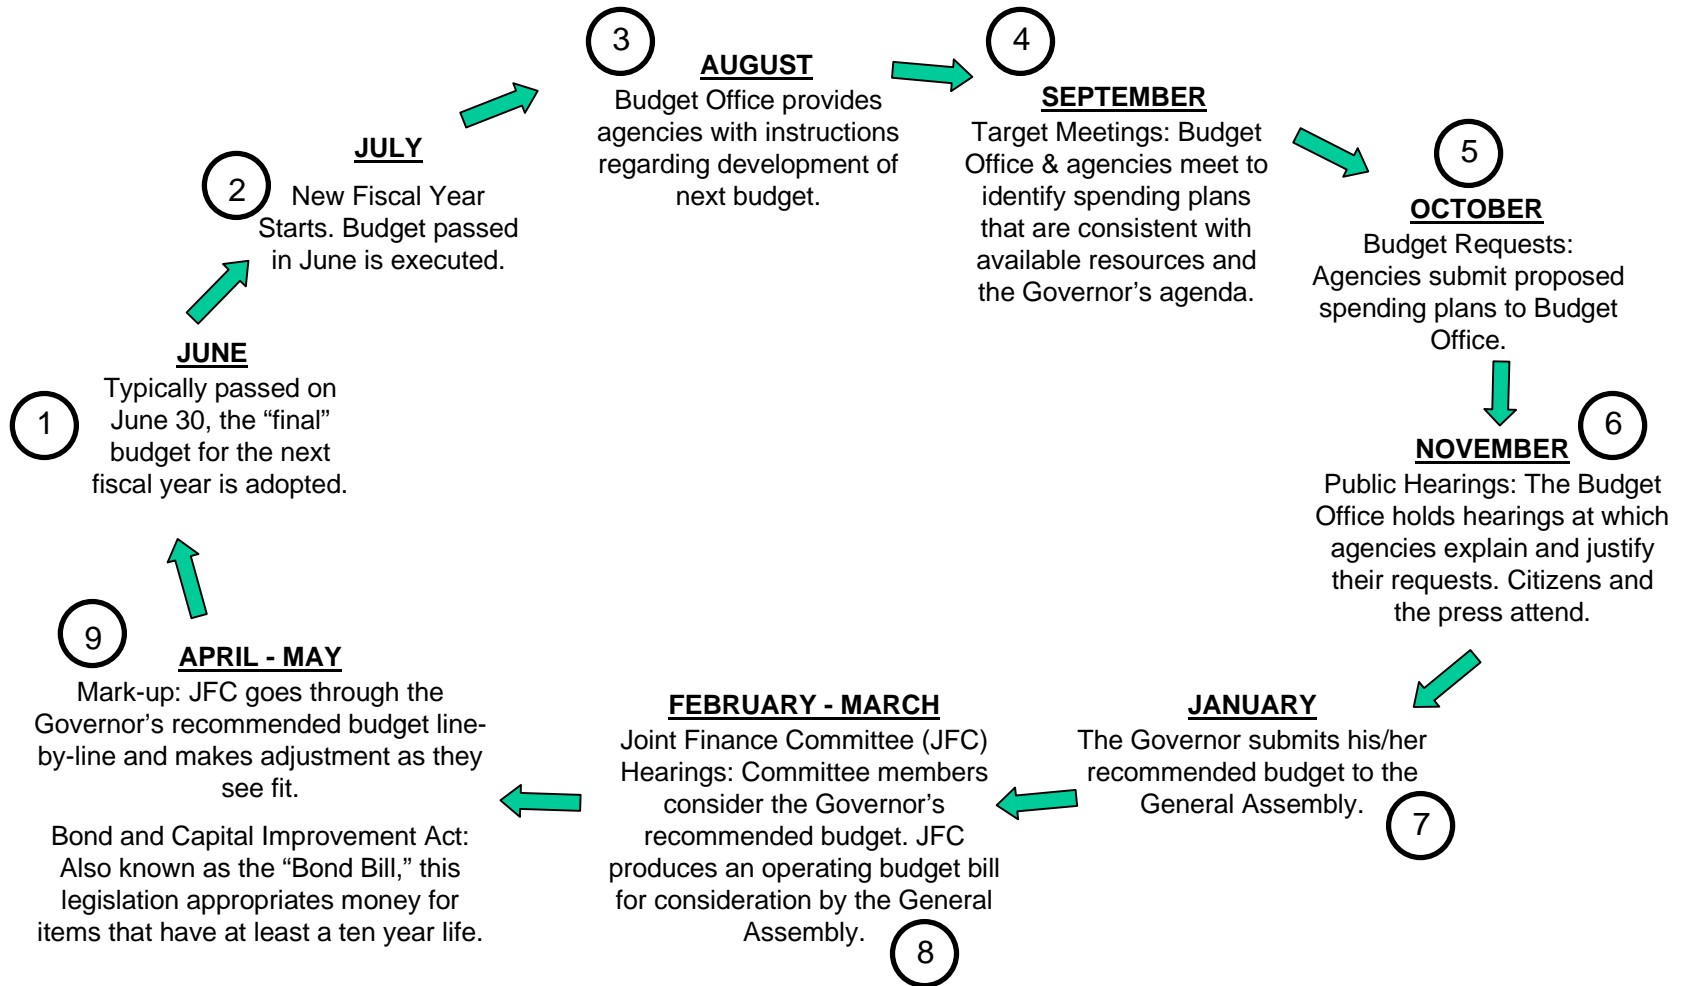 1
JUNE
Typically passed on
June 30, the “final”
budget for the next
fiscal year is adopted.
2
JULY
New Fiscal Year
Starts. Budget passed
in June is executed.
3
AUGUST
Budget Office provides
agencies with instructions
regarding development of
next budget.
4
SEPTEMBER
Target Meetings: Budget
Office & agencies meet to
identify spending plans
that are consistent with
available resources and
the Governor’s agenda.
5
OCTOBER
Budget Requests:
Agencies submit proposed
spending plans to Budget
Office.
6
NOVEMBER
Public Hearings: The Budget
Office holds hearings at which
agencies explain and justify
their requests. Citizens and
the press attend.
JANUARY
The Governor submits his/her
recommended budget to the
General Assembly.
7
FEBRUARY - MARCH
Joint Finance Committee (JFC)
Hearings: Committee members
consider the Governor’s
recommended budget. JFC
produces an operating budget bill
for consideration by the General
Assembly.
8
9
APRIL - MAY
Mark-up: JFC goes through the
Governor’s recommended budget line-
by-line and makes adjustment as they
see fit.
Bond and Capital Improvement Act:
Also known as the “Bond Bill,” this
legislation appropriates money for
items that have at least a ten year life.